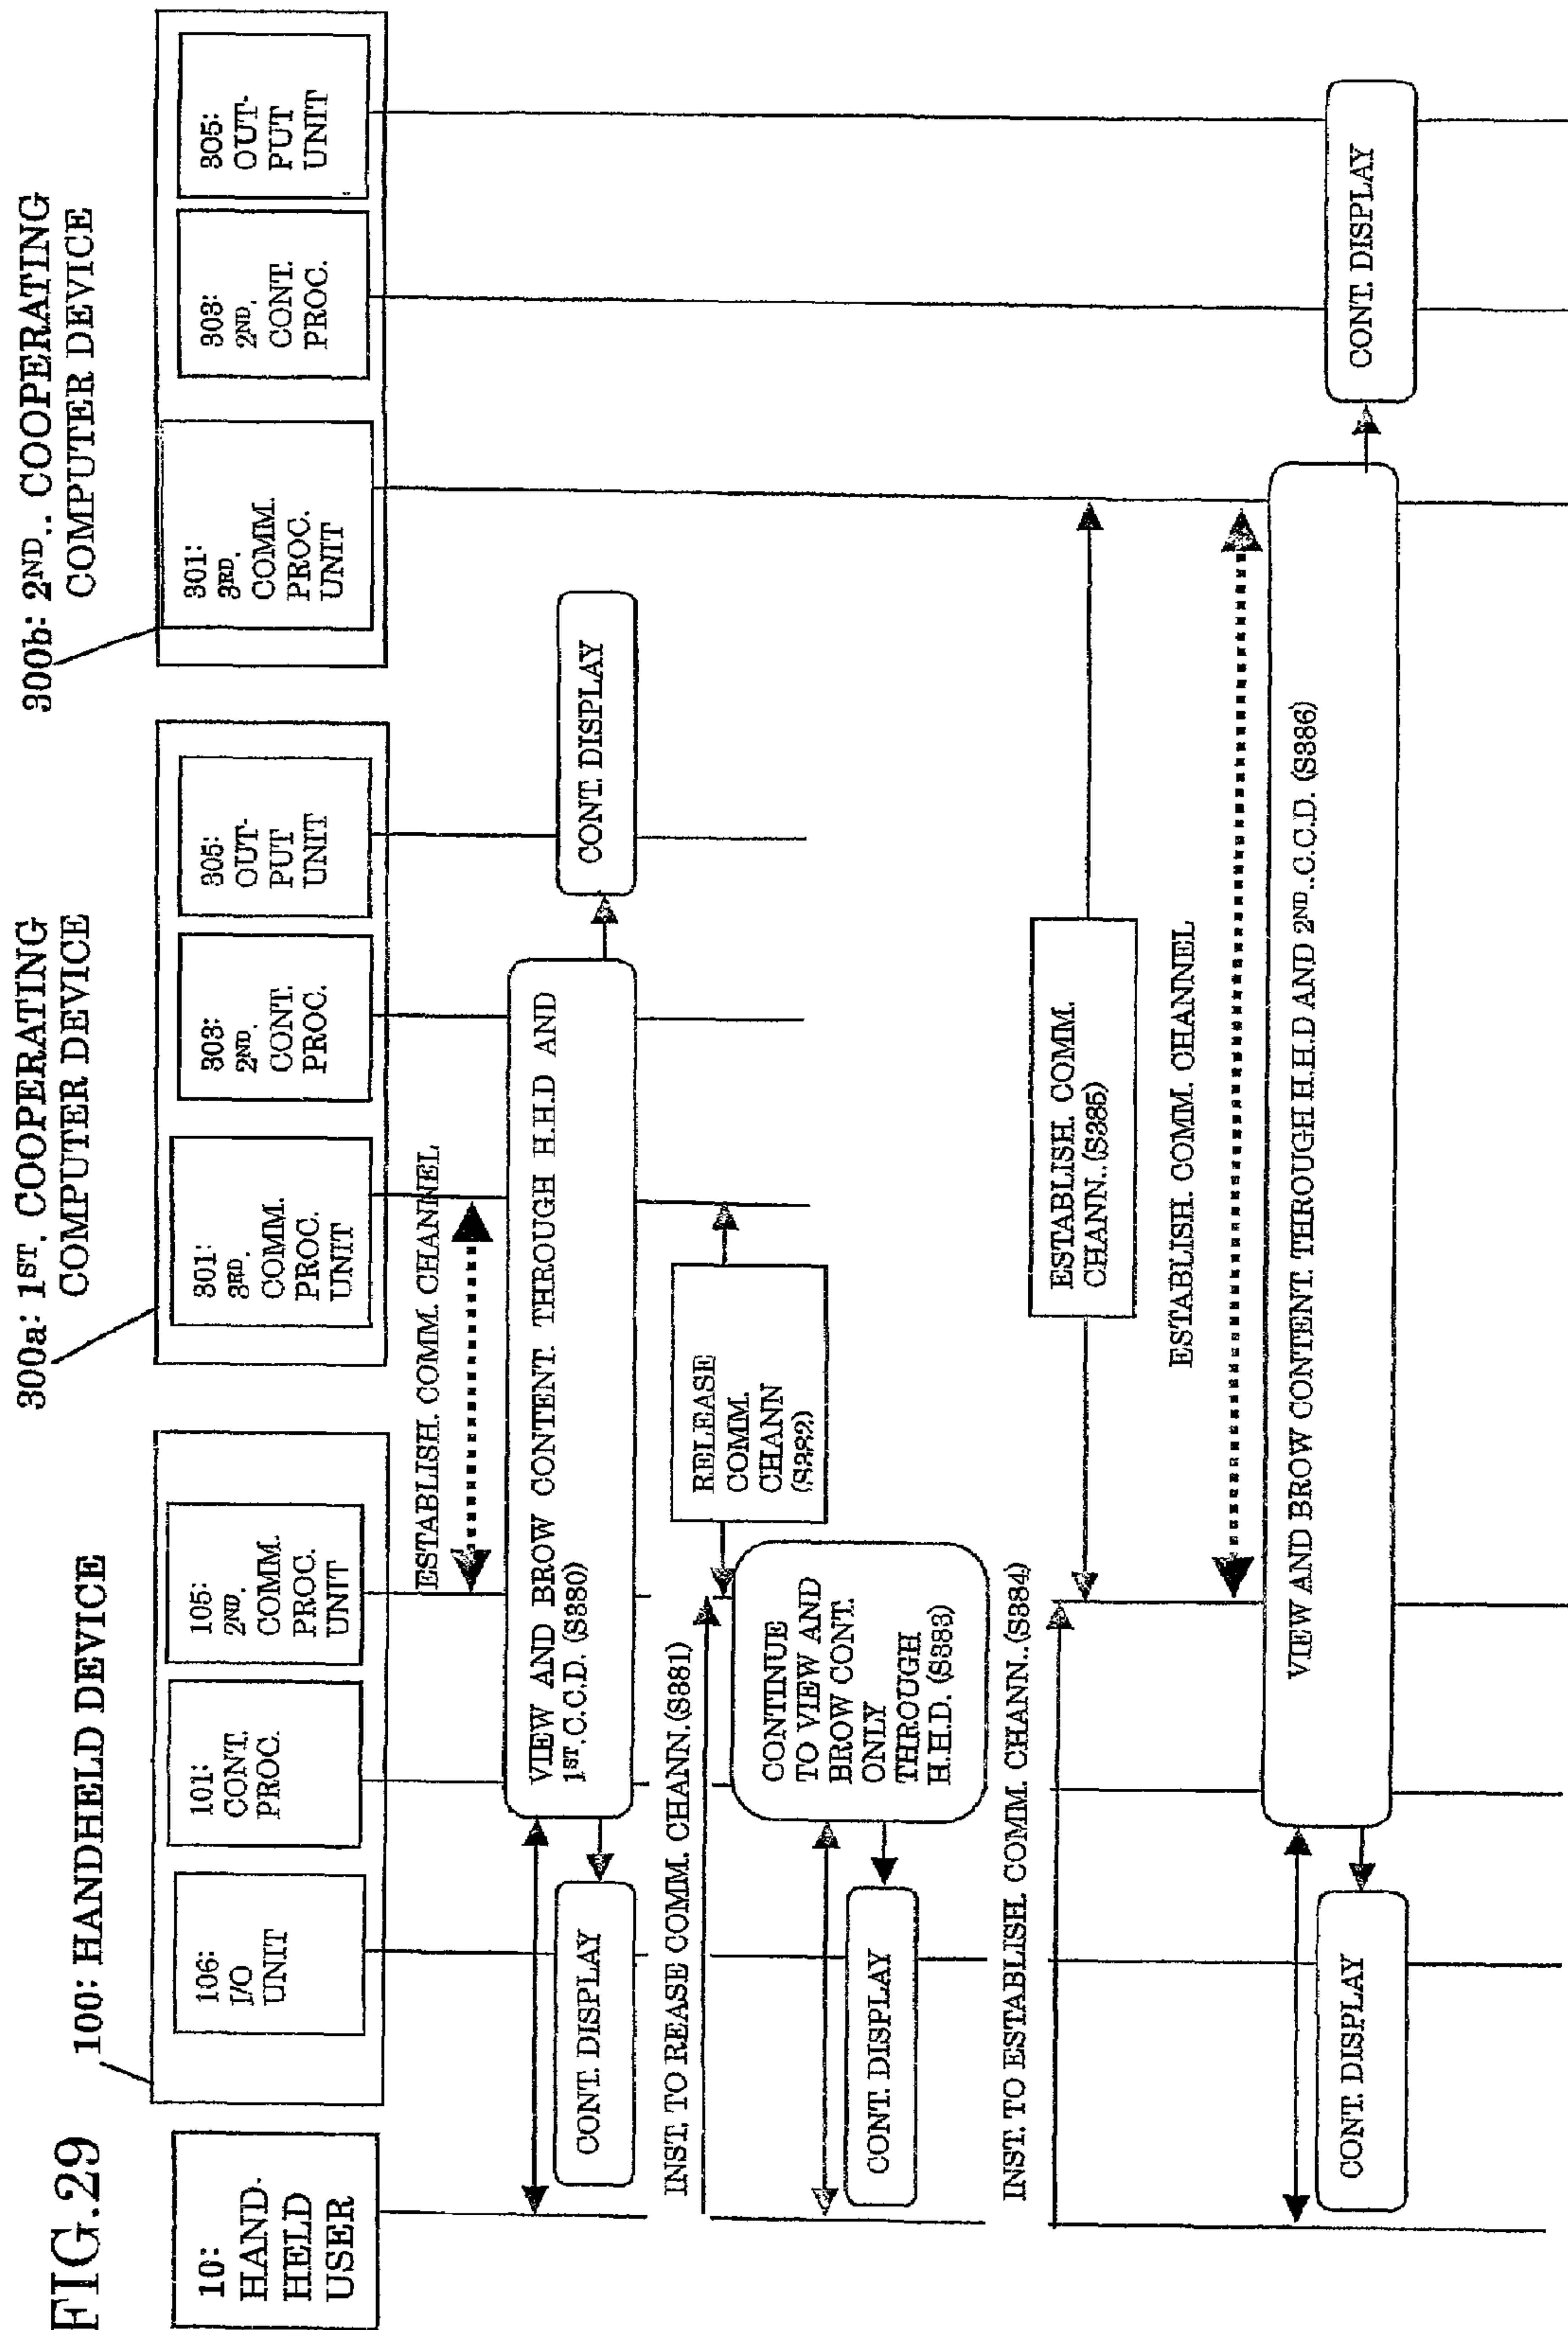 FIG.29
10:
HAND-
HELD
USER
100: HANDHELD DEVICE
106:
I/O
UNIT
101:
CONT.
PROC.
105:
2ND.
COMM.
PROC.
UNIT
300a: 1ST. COOPERATING
COMPUTER DEVICE
301:
3RD.
COMM.
PROC.
UNIT
303:
2ND.
CONT.
PROC.
305:
OUT-
PUT
UNIT
300b: 2ND.. COOPERATING
COMPUTER DEVICE
301:
3RD.
COMM.
PROC.
UNIT
303:
2ND.
CONT.
PROC.
305:
OUT-
PUT
UNIT
ESTABLISH. COMM. CHANNEL
VIEW AND BROW CONTENT. THROUGH H.H.D AND
1ST. C.C.D. (S380)
CONT. DISPLAY
CONT. DISPLAY
INST. TO REASE COMM. CHANN.(S381)
RELEASE
COMM.
CHANN
(S382)
CONTINUE
TO VIEW AND
BROW CONT.
ONLY
THROUGH
H.H.D. (S383)
CONT. DISPLAY
INST. TO ESTABLISH. COMM. CHANN..(S384)
ESTABLISH. COMM.
CHANN..(S385)
ESTABLISH. COMM. CHANNEL
VIEW AND BROW CONTENT. THROUGH H.H.D AND 2ND..C.C.D. (S386)
CONT. DISPLAY
CONT. DISPLAY